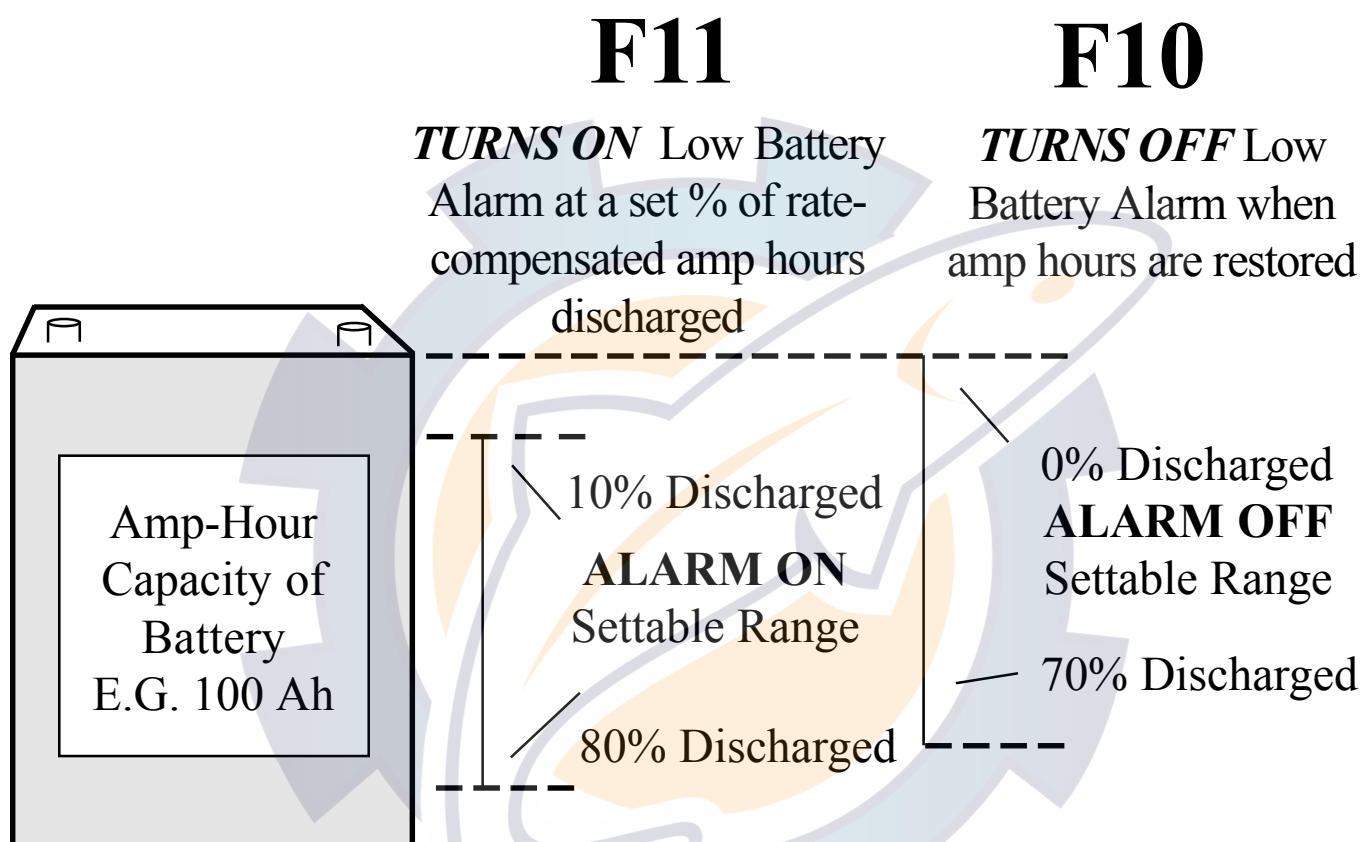 F11
TURNS ON Low Battery
Alarm at a set % of rate-
compensated amp hours
discharged
F10
TURNS OFF Low
Battery Alarm when
amp hours are restored
Amp-Hour
Capacity of
Battery
E.G. 100 Ah
10% Discharged
ALARM ON
Settable Range
80% Discharged
0% Discharged
ALARM OFF
Settable Range
70% Discharged